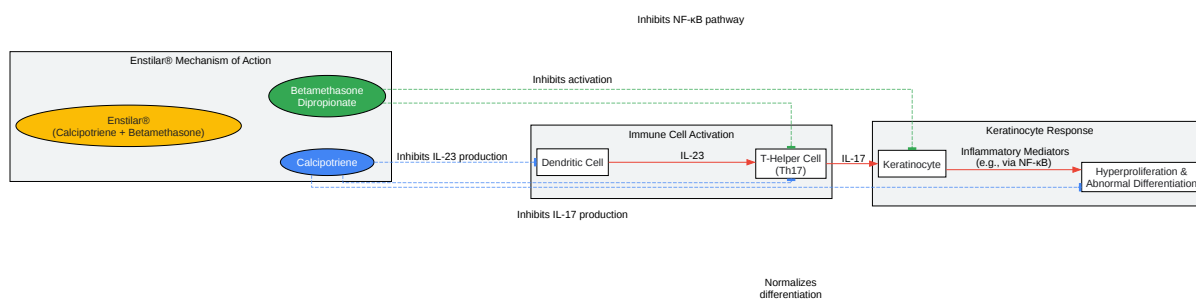 Inhibits NF-κB pathway
Enstilar® Mechanism of Action
Betamethasone
Dipropionate
Inhibits activation
Enstilar®
(Calcipotriene + Betamethasone)
Calcipotriene
Inhibits IL-23 production
Immune Cell Activation
Dendritic Cell
IL-23
T-Helper Cell
(Th17)
IL-17
Keratinocyte Response
Keratinocyte
Inflammatory Mediators
(e.g., via NF-κB)
Hyperproliferation &
Abnormal Differentiation
Inhibits IL-17 production
Normalizes
differentiation